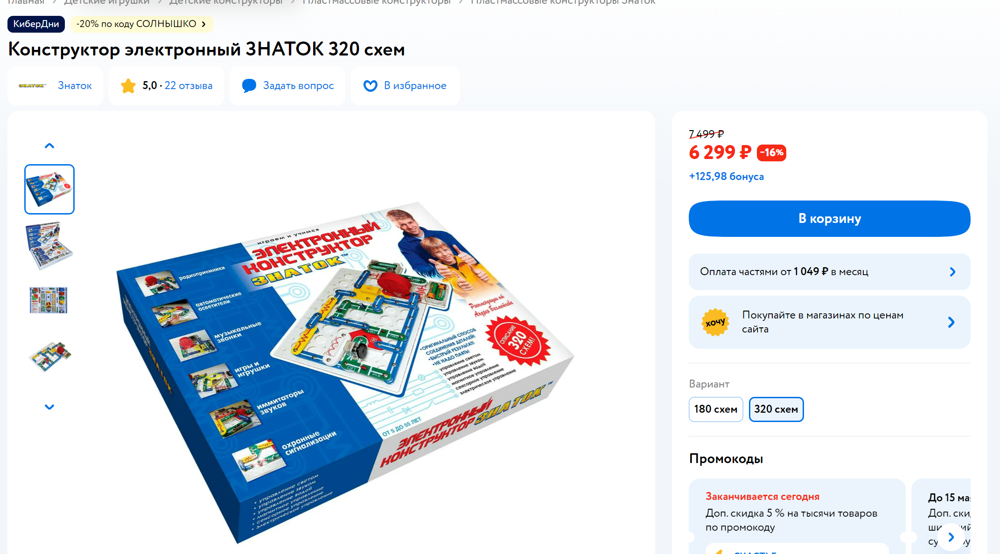 Главная > Детские игрушки > Детские конструкторы > Пластмассовые конструкторы > Пластмассовые конструкторы Знаток
КиберДни
-20% по коду СОЛНЫШКО >
Конструктор электронный ЗНАТОК 320 схем
ЗНАТОК™
Знаток
5,0 · 22 отзыва
Задать вопрос
В избранное
играем и учимся
ЭЛЕКТРОННЫЙ
КОНСТРУКТОР
ЗНАТОК™
радиоприемники
автоматические
осветители
музыкальные
звонки
игры и
игрушки
иммитаторы
звуков
охранные
сигнализации
Рекомендации от
Андрея Бахметьева
ОПИСАНИЕ
320
СХЕМ!
•ОРИГИНАЛЬНЫЙ СПОСОБ
СОЕДИНЕНИЯ ДЕТАЛЕЙ!
•БЫСТРЫЙ РЕЗУЛЬТАТ!
•НЕ НАДО ПАЯТЬ!
управление светом
управление звуком
управление водой
магнитное управление
сенсорное управление
электрическое управление
ОТ 5 ДО 55 ЛЕТ
ЭЛЕКТРОННЫЙ
КОНСТРУКТОР ЗНАТОК™
ЗНАТОК
• управление светом
• управление звуком
• управление водой
• магнитное управление
• сенсорное управление
• электрическое управление
7 499 ₽
6 299 ₽ -16%
+125,98 бонуса
В корзину
Оплата частями от 1 049 ₽ в месяц
хочу
Покупайте в магазинах по ценам
сайта
Вариант
180 схем
320 схем
Промокоды
Заканчивается сегодня
Доп. скидка 5 % на тысячи товаров
по промокоду
До 15 ма
Доп. ски